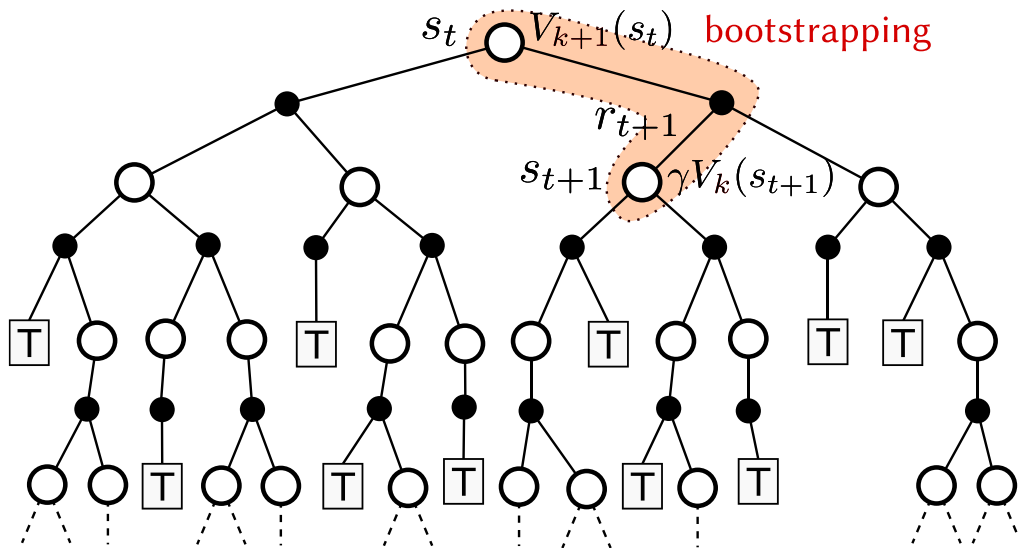 s_t V_{k+1}(s_t) bootstrapping
r_{t+1}
s_{t+1} γV_k(s_{t+1})
T T T T T
T T T T T